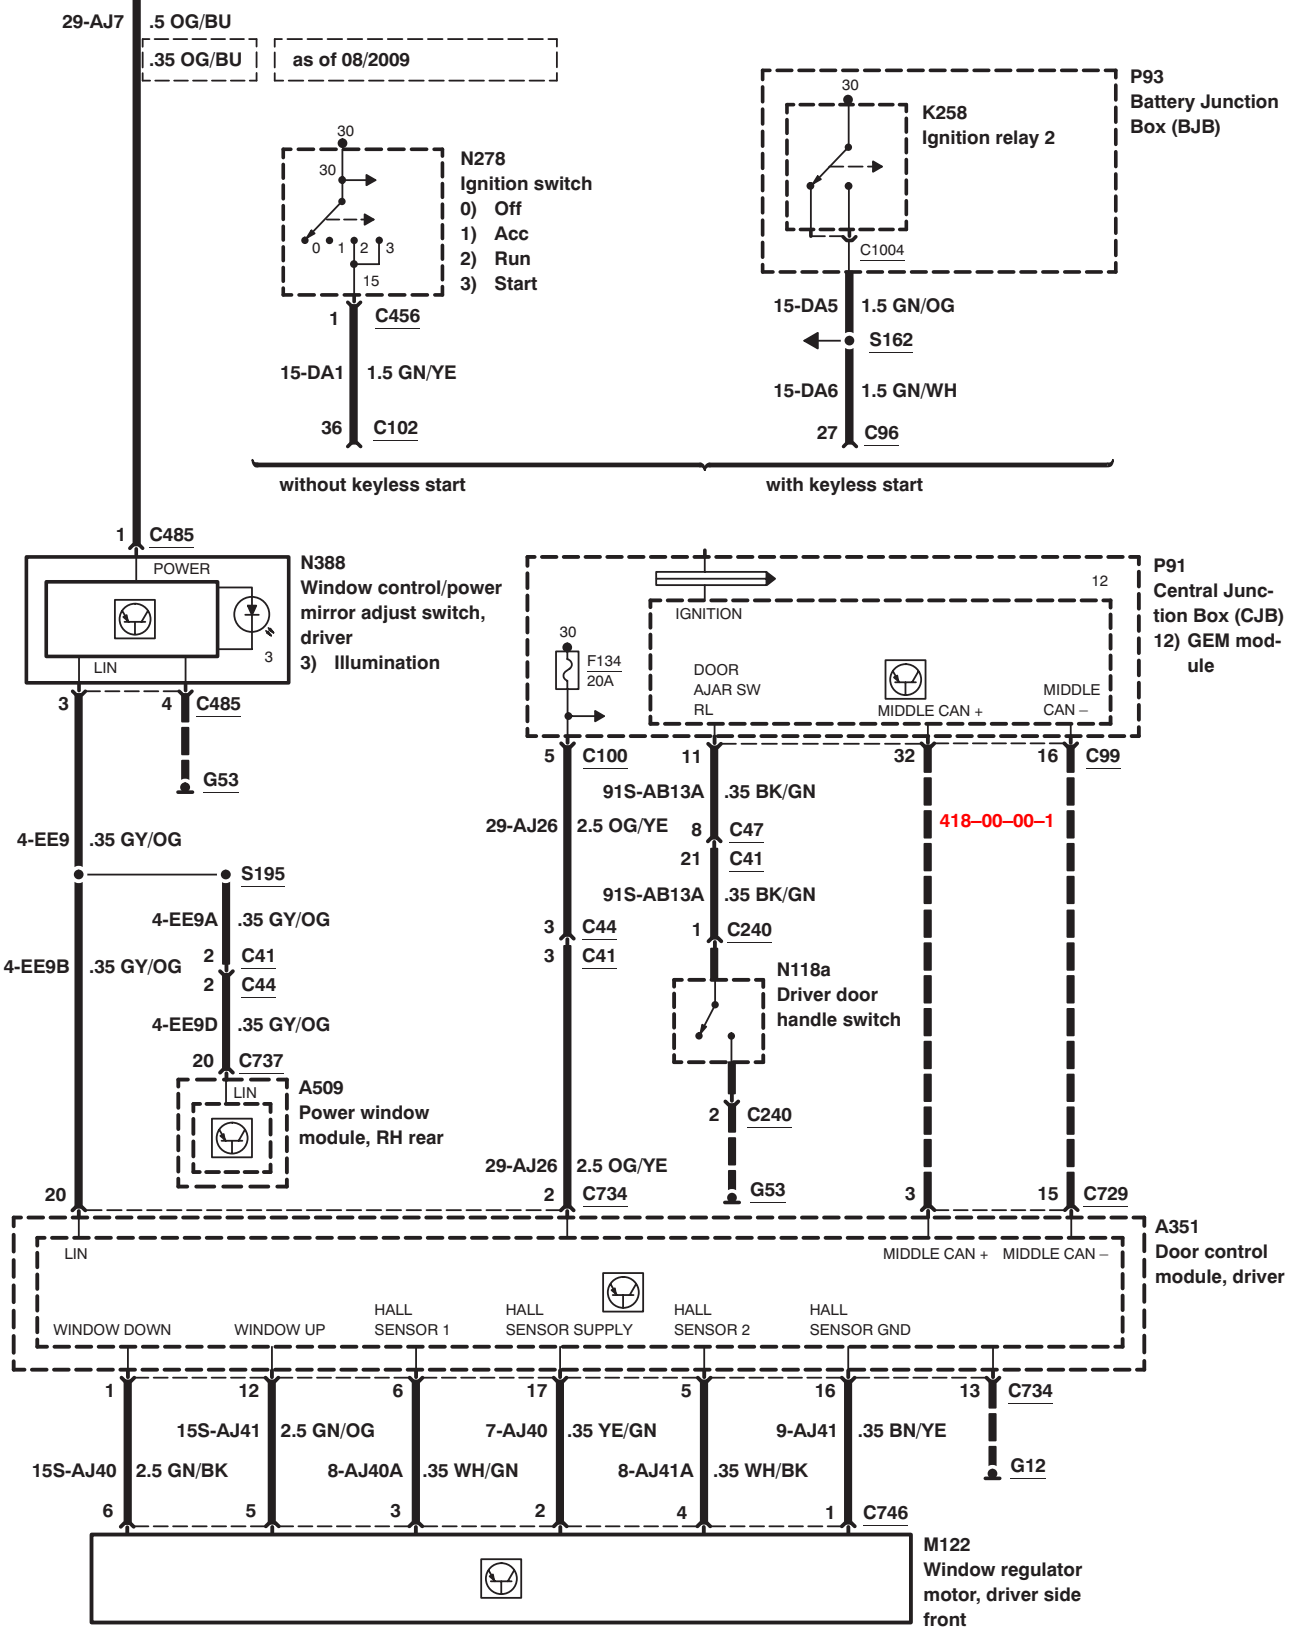 29-AJ7 .5 OG/BU
.35 OG/BU as of 08/2009
30
30
N278
Ignition switch
0) Off
1) Acc
2) Run
3) Start
0 1 2 3
15
1 C456
15-DA1 1.5 GN/YE
36 C102
P93
Battery Junction
Box (BJB)
30
K258
Ignition relay 2
C1004
15-DA5 1.5 GN/OG
S162
15-DA6 1.5 GN/WH
27 C96
without keyless start
with keyless start
1 C485
POWER
LIN
3
N388
Window control/power
mirror adjust switch,
driver
3) Illumination
3 4 C485
G53
4-EE9 .35 GY/OG
S195
4-EE9A .35 GY/OG
4-EE9B .35 GY/OG
2 C41
2 C44
4-EE9D .35 GY/OG
20 C737
LIN
A509
Power window
module, RH rear
P91
Central Junc-
tion Box (CJB)
12) GEM mod-
ule
12
IGNITION
30
F134
20A
DOOR
AJAR SW
RL
MIDDLE CAN +
MIDDLE
CAN –
5 C100 11 32 16 C99
91S-AB13A .35 BK/GN
418–00–00–1
29-AJ26 2.5 OG/YE
8 C47
21 C41
91S-AB13A .35 BK/GN
3 C44
3 C41
1 C240
N118a
Driver door
handle switch
2 C240
G53
29-AJ26 2.5 OG/YE
20 2 C734 3 15 C729
A351
Door control
module, driver
LIN MIDDLE CAN + MIDDLE CAN –
WINDOW DOWN
WINDOW UP
HALL
SENSOR 1
HALL
SENSOR SUPPLY
HALL
SENSOR 2
HALL
SENSOR GND
1 12 6 17 5 16 13 C734
15S-AJ41 2.5 GN/OG 7-AJ40 .35 YE/GN 9-AJ41 .35 BN/YE
15S-AJ40 2.5 GN/BK 8-AJ40A .35 WH/GN 8-AJ41A .35 WH/BK
G12
6 5 3 2 4 1 C746
M122
Window regulator
motor, driver side
front